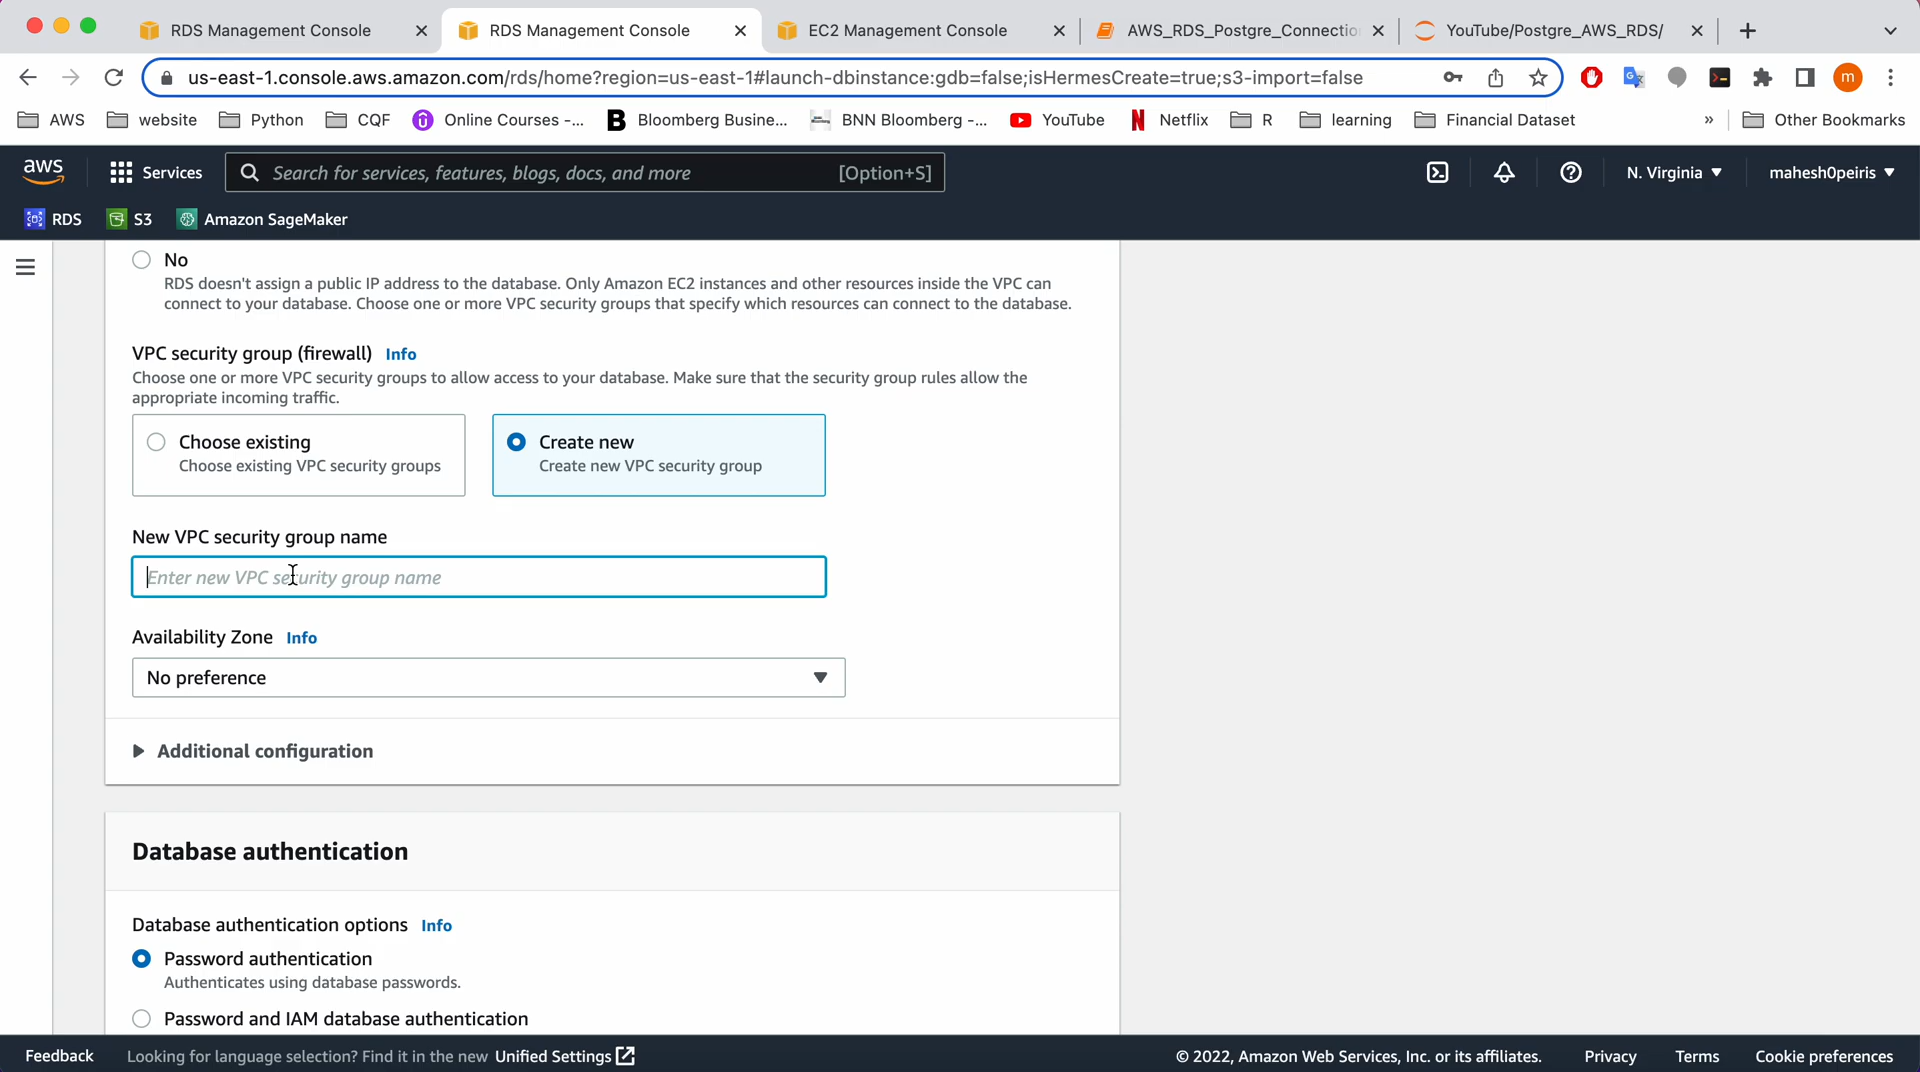 RDS Management Console
RDS Management Console
EC2 Management Console
AWS_RDS_Postgre_Connectio
YouTube/Postgre_AWS_RDS/
us-east-1.console.aws.amazon.com/rds/home?region=us-east-1#launch-dbinstance:gdb=false;isHermesCreate=true;s3-import=false
m
AWS
website
Python
CQF
Online Courses -...
Bloomberg Busine...
BNN Bloomberg -...
YouTube
Netflix
R
learning
Financial Dataset
»
Other Bookmarks
aws
Services
Search for services, features, blogs, docs, and more
[Option+S]
N. Virginia
mahesh0peiris
RDS
S3
Amazon SageMaker
No
RDS doesn't assign a public IP address to the database. Only Amazon EC2 instances and other resources inside the VPC can
connect to your database. Choose one or more VPC security groups that specify which resources can connect to the database.
VPC security group (firewall) Info
Choose one or more VPC security groups to allow access to your database. Make sure that the security group rules allow the
appropriate incoming traffic.
Choose existing
Choose existing VPC security groups
Create new
Create new VPC security group
New VPC security group name
Enter new VPC security group name
Availability Zone Info
No preference
Additional configuration
Database authentication
Database authentication options Info
Password authentication
Authenticates using database passwords.
Password and IAM database authentication
Feedback
Looking for language selection? Find it in the new Unified Settings
© 2022, Amazon Web Services, Inc. or its affiliates.
Privacy
Terms
Cookie preferences